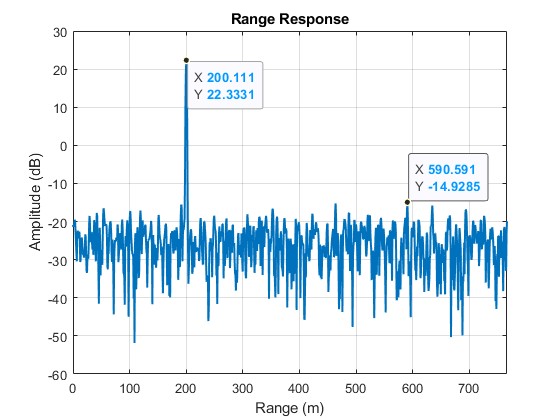 Range Response
30
20
10
0
-10
-20
-30
-40
-50
-60
Amplitude (dB)
X 200.111
Y 22.3331
X 590.591
Y -14.9285
0 100 200 300 400 500 600 700
Range (m)